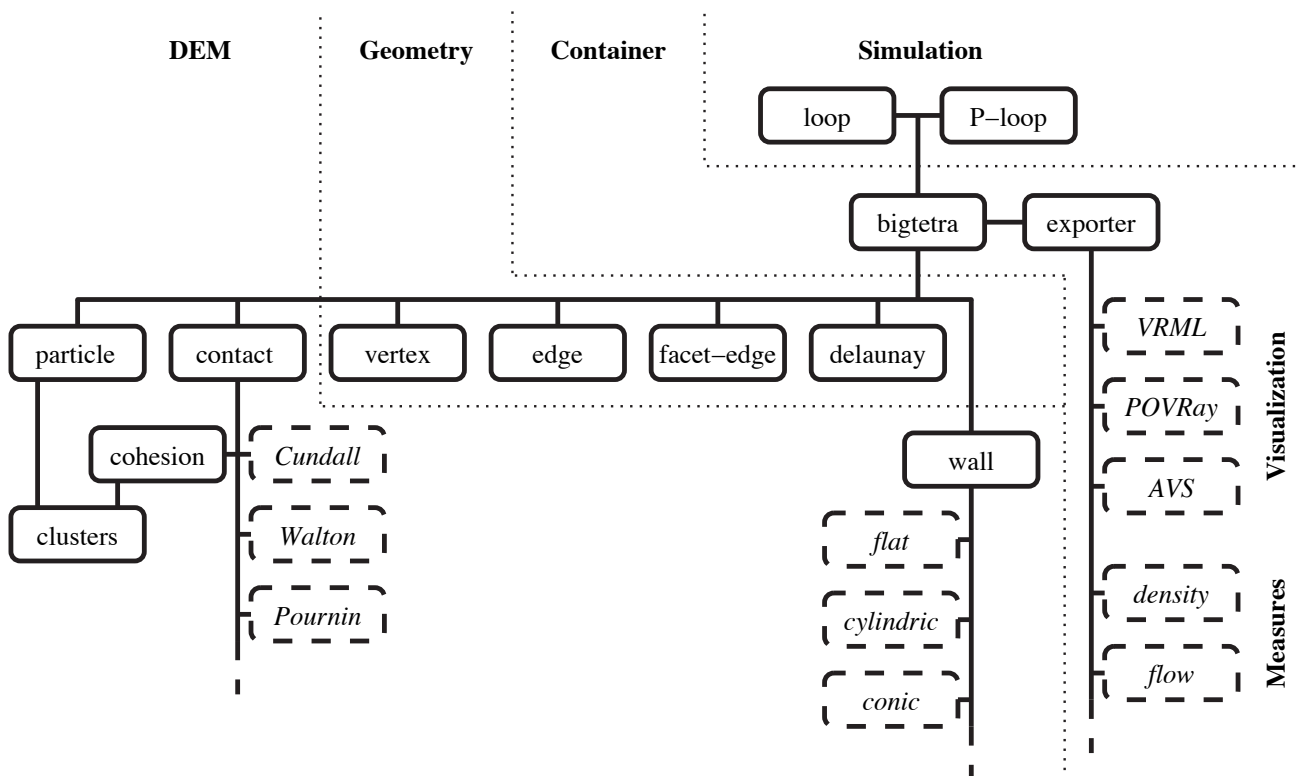 DEM
Geometry
Container
Simulation
loop
P–loop
bigtetra
exporter
particle
contact
vertex
edge
facet–edge
delaunay
VRML
POVRay
AVS
Visualization
cohesion
Cundall
wall
clusters
Walton
flat
Pournin
cylindric
conic
density
flow
Measures